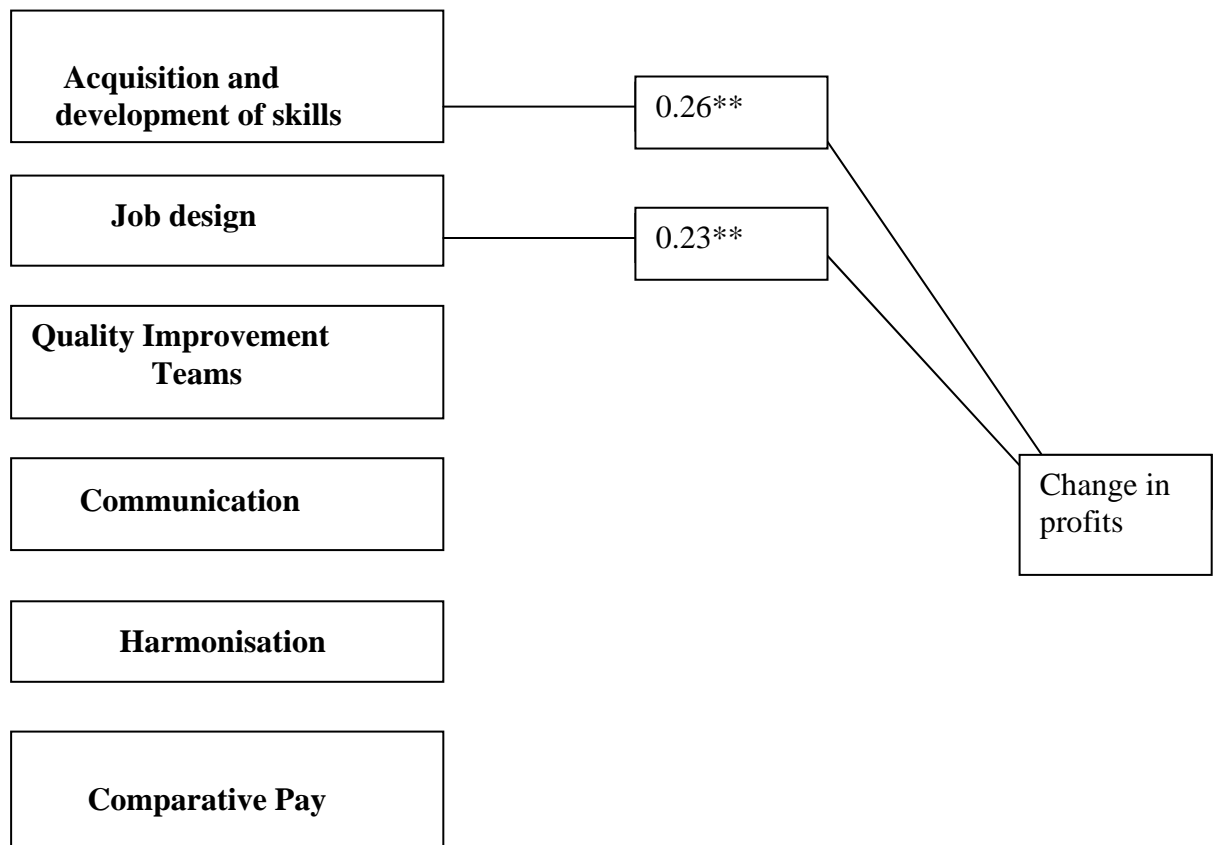 Acquisition and
development of skills
0.26**
Job design
0.23**
Quality Improvement
Teams
Communication
Change in
profits
Harmonisation
Comparative Pay